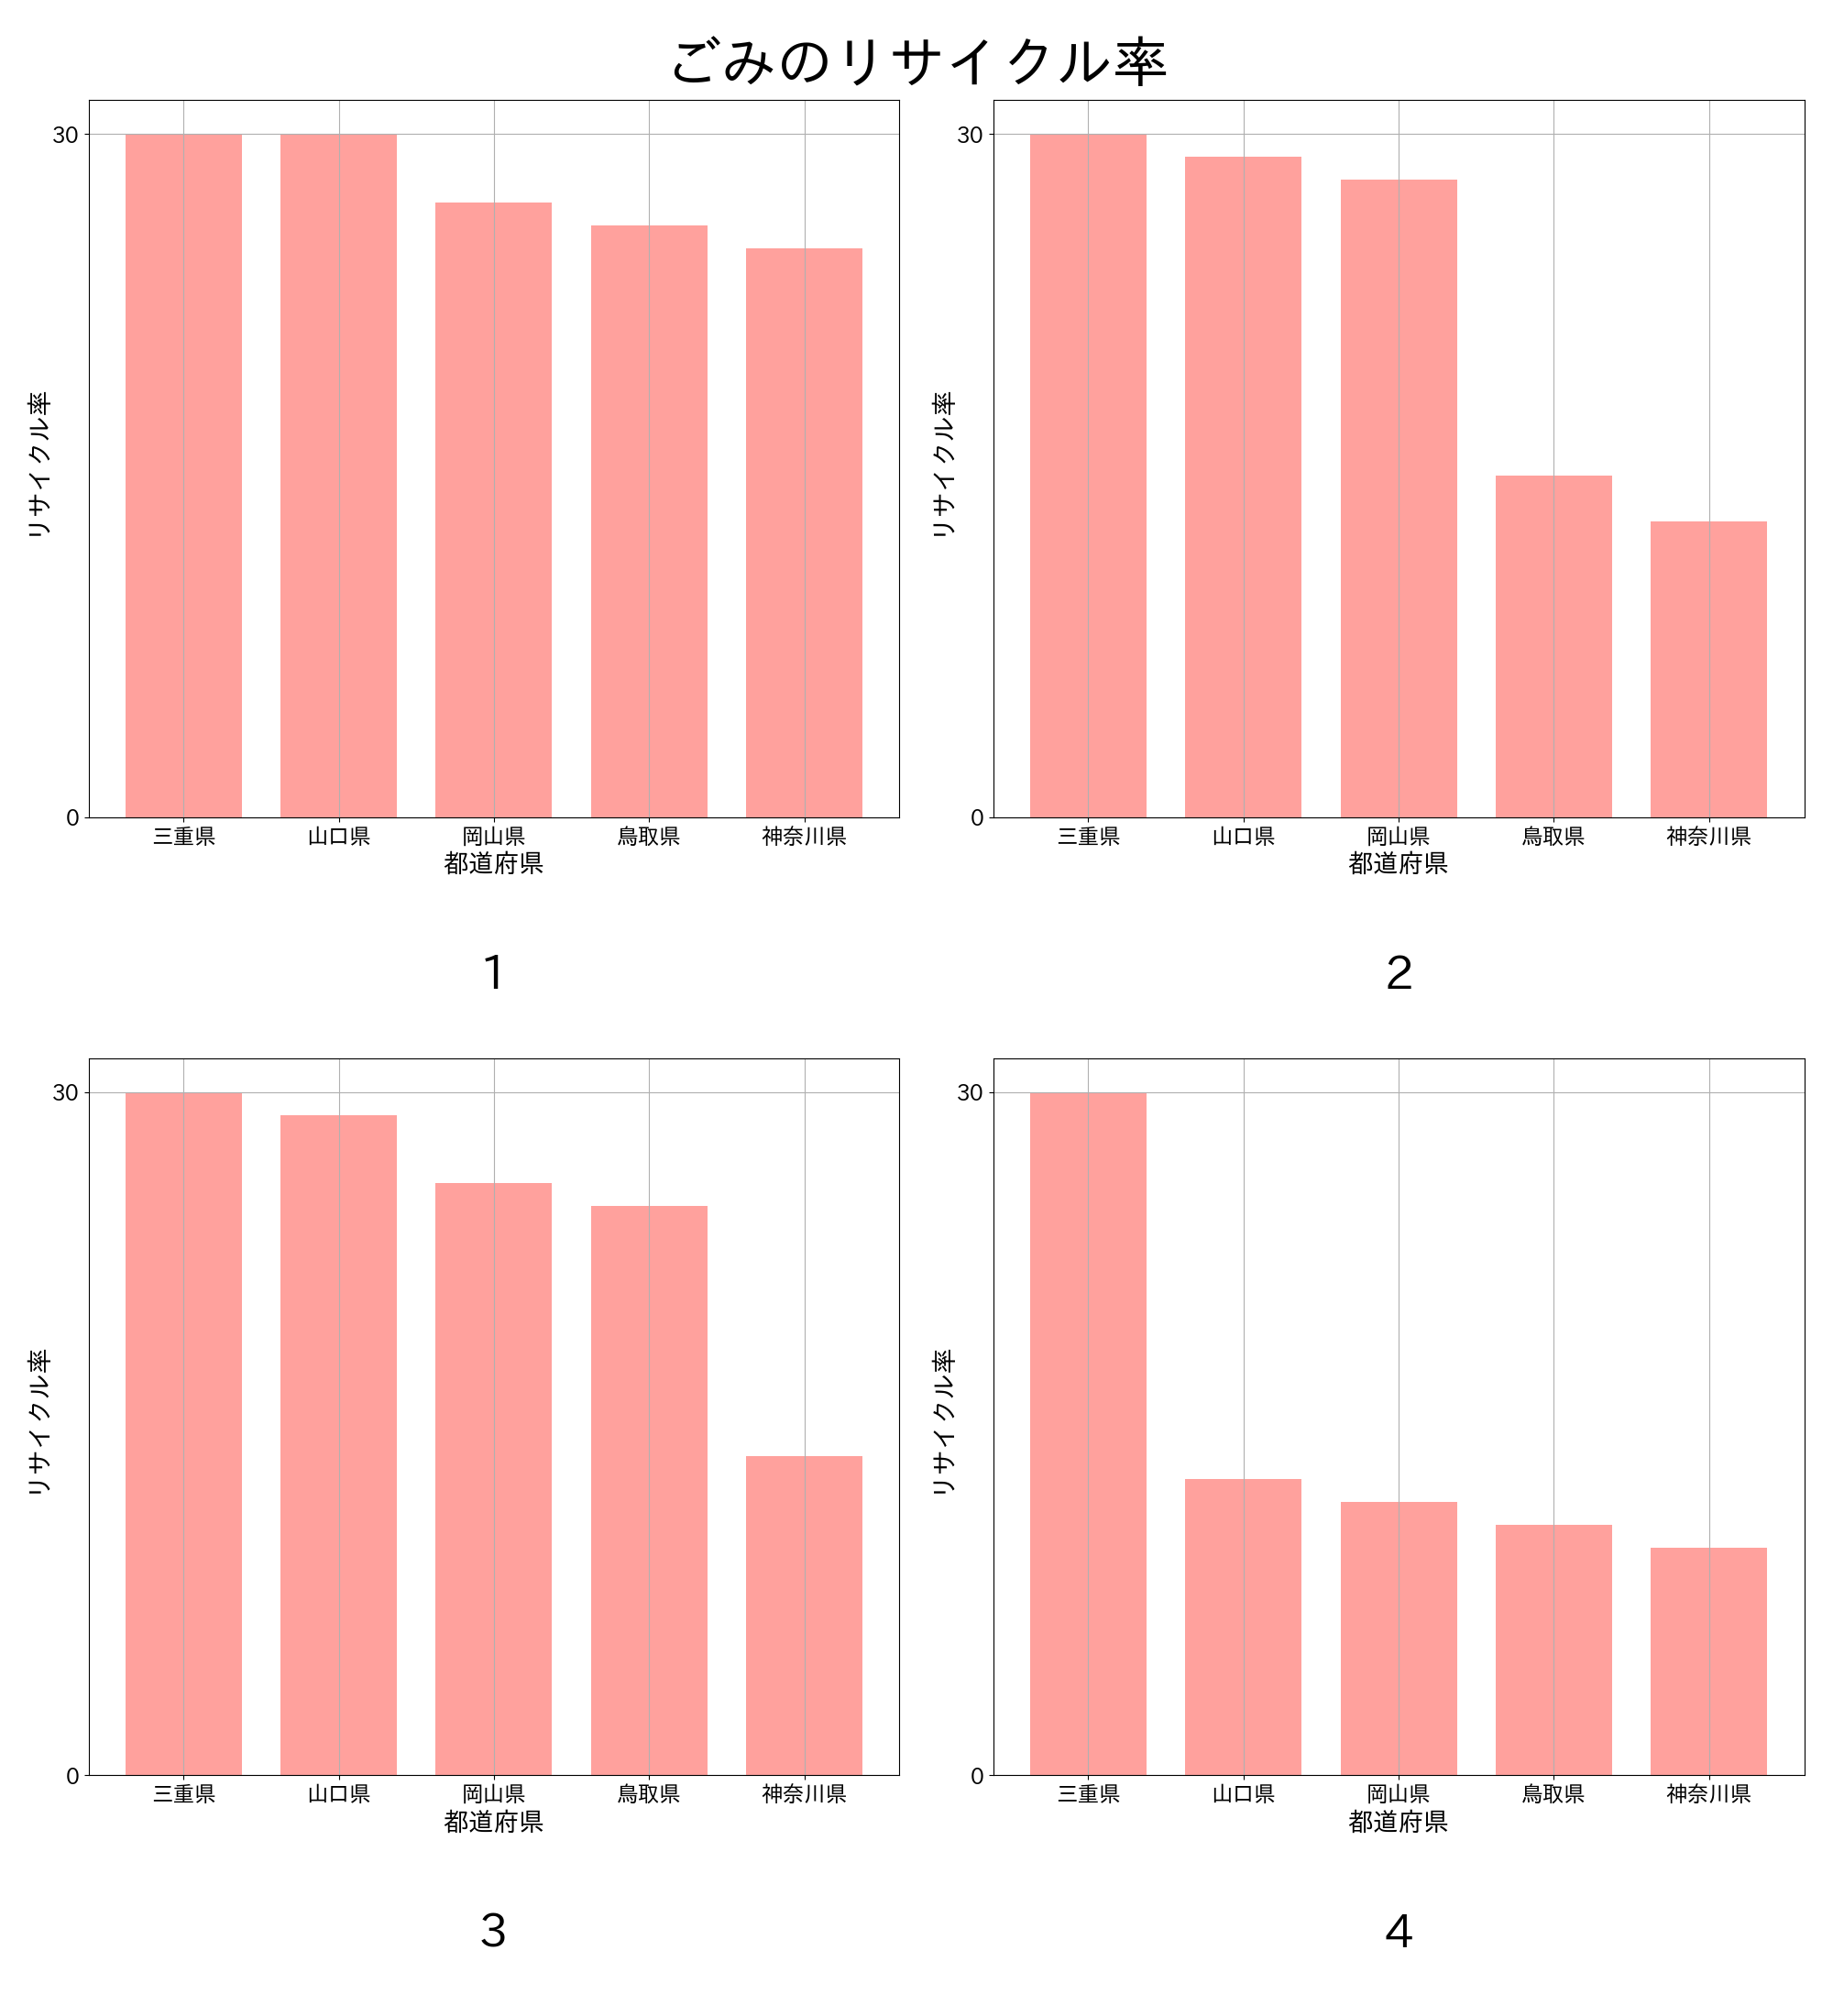 ごみのリサイクル率
30
0
リサイクル率
三重県 山口県 岡山県 鳥取県 神奈川県
都道府県
1
30
0
リサイクル率
三重県 山口県 岡山県 鳥取県 神奈川県
都道府県
2
30
0
リサイクル率
三重県 山口県 岡山県 鳥取県 神奈川県
都道府県
3
30
0
リサイクル率
三重県 山口県 岡山県 鳥取県 神奈川県
都道府県
4